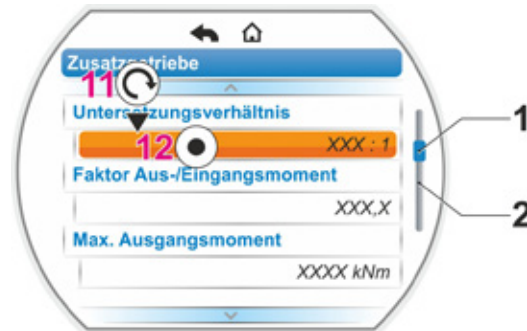 Zusatzgetriebe
11
Untersetzungsverhältnis
12
XXX : 1
1
Faktor Aus-/Eingangsmoment
XXX,X
2
Max. Ausgangsmoment
XXXX kNm